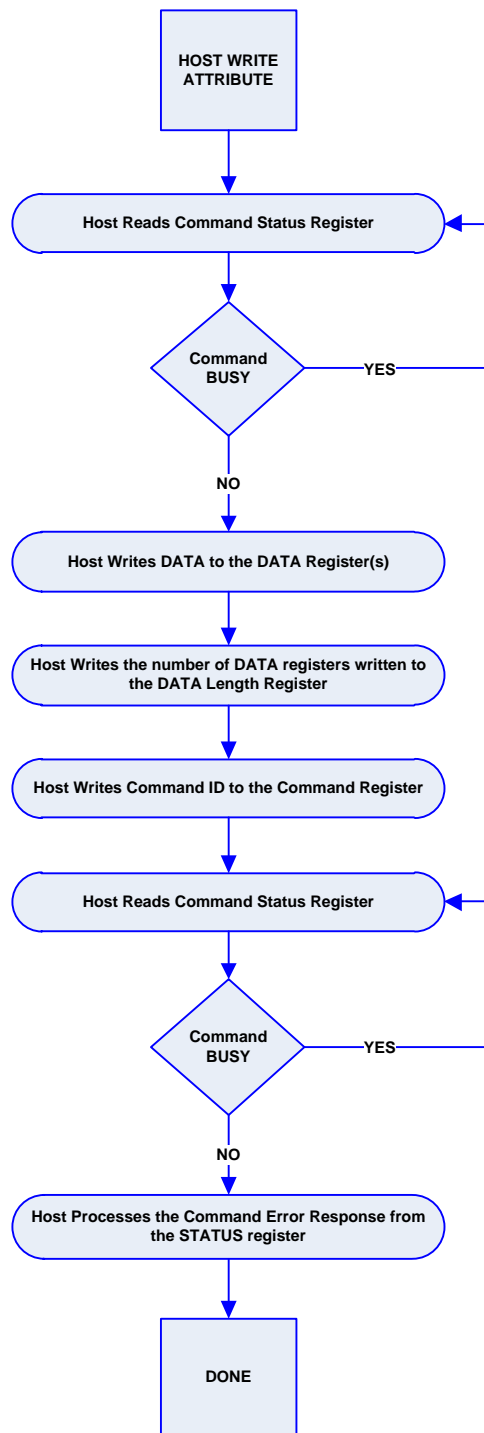 HOST WRITE
ATTRIBUTE
Host Reads Command Status Register
Command
BUSY
YES
NO
Host Writes DATA to the DATA Register(s)
Host Writes the number of DATA registers written to
the DATA Length Register
Host Writes Command ID to the Command Register
Host Reads Command Status Register
Command
BUSY
YES
NO
Host Processes the Command Error Response from
the STATUS register
DONE